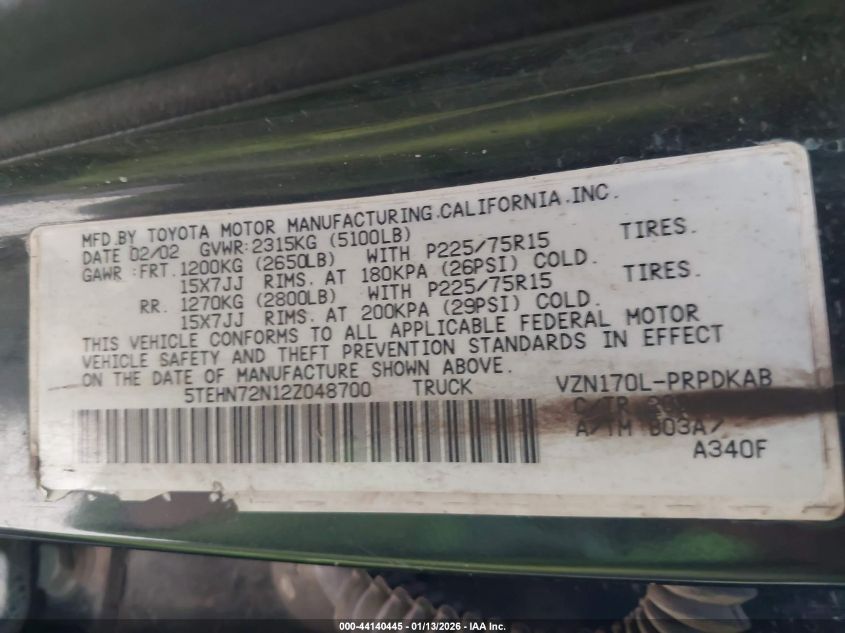 MFD.BY TOYOTA MOTOR MANUFACTURING.CALIFORNIA.INC.
DATE 02/02 GVWR:2315KG (5100LB)
GAWR:FRT.1200KG (2650LB) WITH P225/75R15 TIRES.
15X7JJ RIMS. AT 180KPA (26PSI) COLD.
RR. 1270KG (2800LB) WITH P225/75R15 TIRES.
15X7JJ RIMS. AT 200KPA (29PSI) COLD.
THIS VEHICLE CONFORMS TO ALL APPLICABLE FEDERAL MOTOR
VEHICLE SAFETY AND THEFT PREVENTION STANDARDS IN EFFECT
ON THE DATE OF MANUFACTURE SHOWN ABOVE.
5TEHN72N12Z048700 TRUCK VZN170L-PRPDKAB
C/TR
A/TM B03A/
A340F
000-44140445 - 01/13/2026 - IAA Inc.